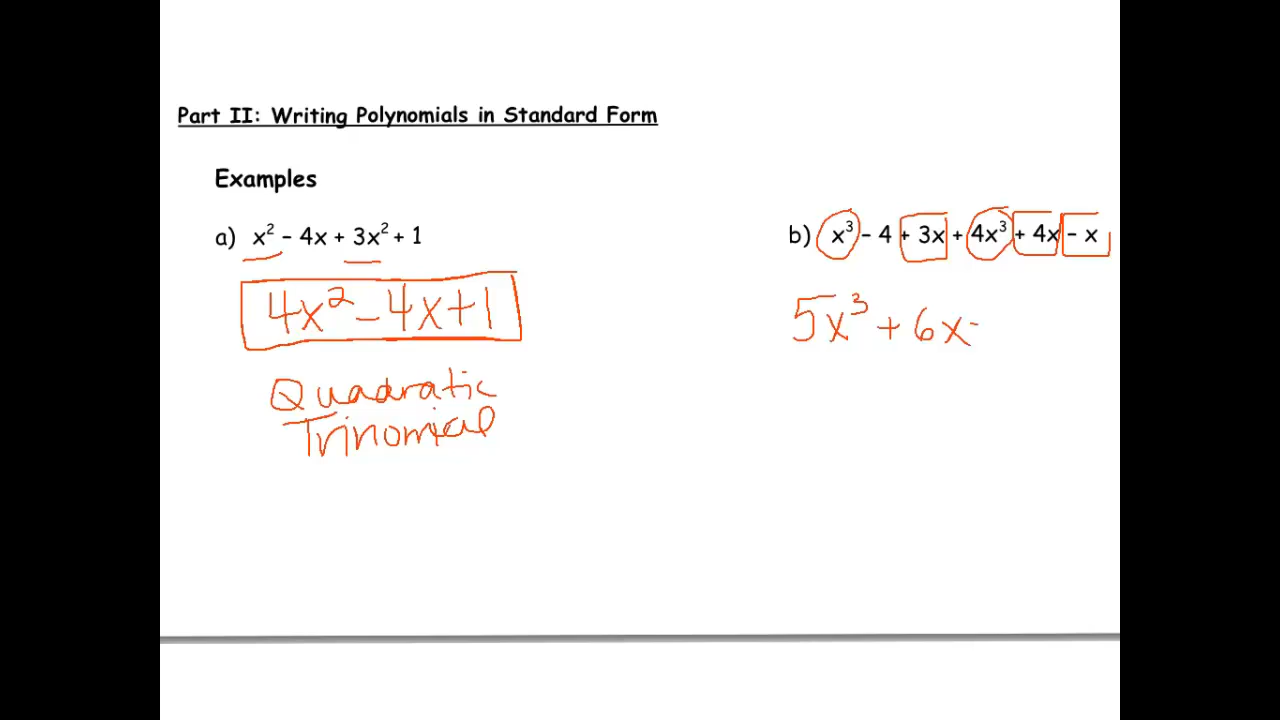 Part II: Writing Polynomials in Standard Form
Examples
a) x² - 4x + 3x² + 1
4x² - 4x + 1
Quadratic
Trinomial
b) x³ - 4 + 3x + 4x³ + 4x - x
5x³ + 6x -